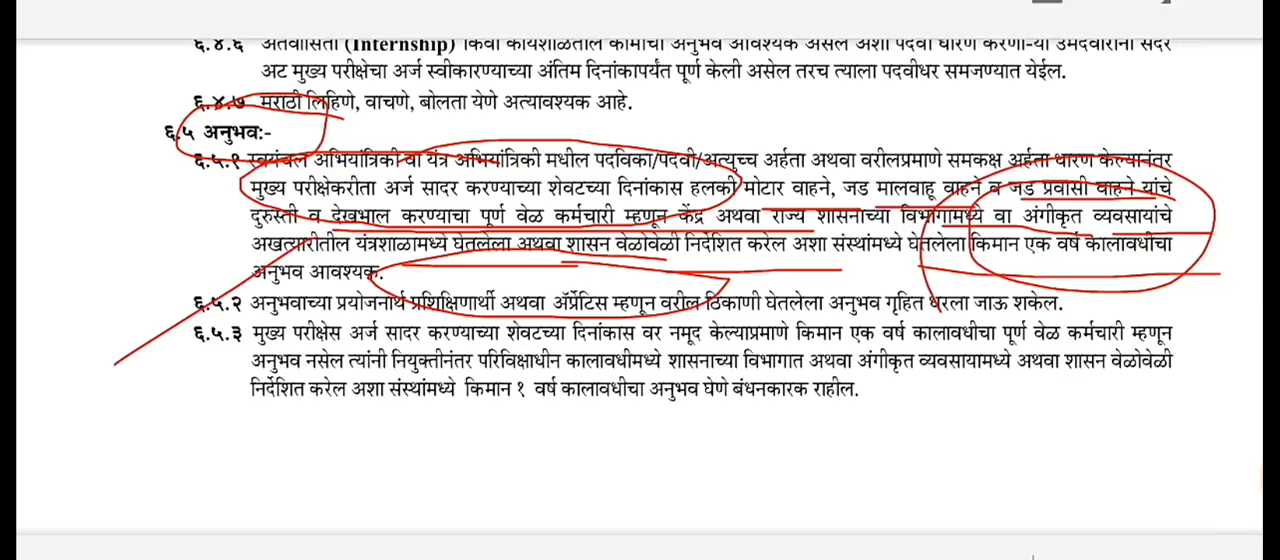 ६.४.६ आंतर्वासिता (Internship) किंवा कार्यशाळेतील कामाचा अनुभव आवश्यक असेल अशी पदवी धारण करणा-या उमेदवारांनी सदर
अट मुख्य परीक्षेचा अर्ज स्वीकारण्याच्या अंतिम दिनांकापर्यंत पूर्ण केली असेल तरच त्याला पदवीधर समजण्यात येईल.
६.४.७ मराठी लिहिणे, वाचणे, बोलता येणे अत्यावश्यक आहे.
६.५ अनुभव:-
६.५.१ स्वयंचल अभियांत्रिकी वा यंत्र अभियांत्रिकी मधील पदविका/पदवी/अत्युच्च अर्हता अथवा वरीलप्रमाणे समकक्ष अर्हता धारण केल्यानंतर
मुख्य परीक्षेकरीता अर्ज सादर करण्याच्या शेवटच्या दिनांकास हलकी मोटार वाहने, जड मालवाहू वाहने व जड प्रवासी वाहने यांचे
दुरुस्ती व देखभाल करण्याचा पूर्ण वेळ कर्मचारी म्हणून केंद्र अथवा राज्य शासनाच्या विभागामध्ये वा अंगीकृत व्यवसायांचे
अखत्यारीतील यंत्रशाळामध्ये घेतलेला अथवा शासन वेळोवेळी निर्देशित करेल अशा संस्थांमध्ये घेतलेला किमान एक वर्ष कालावधीचा
अनुभव आवश्यक.
६.५.२ अनुभवाच्या प्रयोजनार्थ प्रशिक्षिणार्थी अथवा ॲप्रेंटिस म्हणून वरील ठिकाणी घेतलेला अनुभव गृहित धरला जाऊ शकेल.
६.५.३ मुख्य परीक्षेस अर्ज सादर करण्याच्या शेवटच्या दिनांकास वर नमूद केल्याप्रमाणे किमान एक वर्ष कालावधीचा पूर्ण वेळ कर्मचारी म्हणून
अनुभव नसेल त्यांनी नियुक्तीनंतर परिविक्षाधीन कालावधीमध्ये शासनाच्या विभागात अथवा अंगीकृत व्यवसायामध्ये अथवा शासन वेळोवेळी
निर्देशित करेल अशा संस्थांमध्ये किमान १ वर्ष कालावधीचा अनुभव घेणे बंधनकारक राहील.